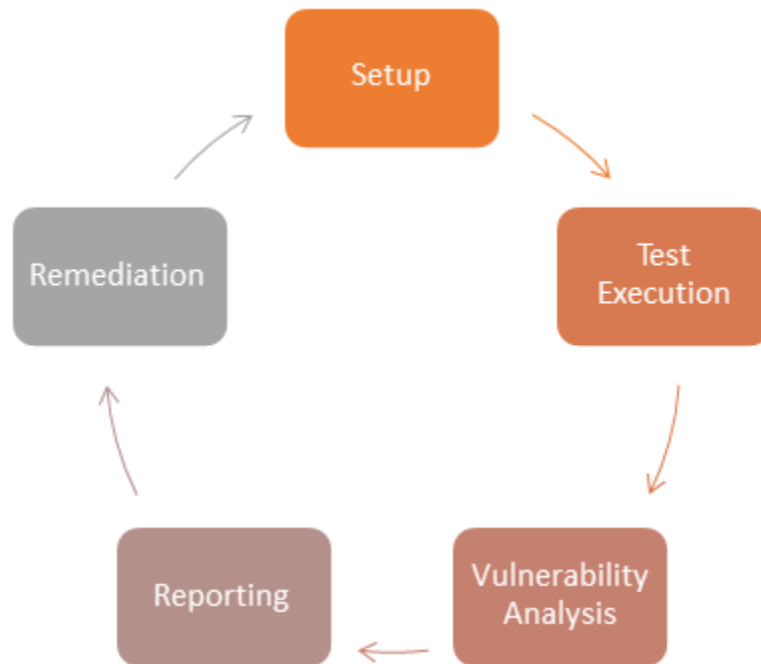 Setup
Test
Execution
Vulnerability
Analysis
Reporting
Remediation